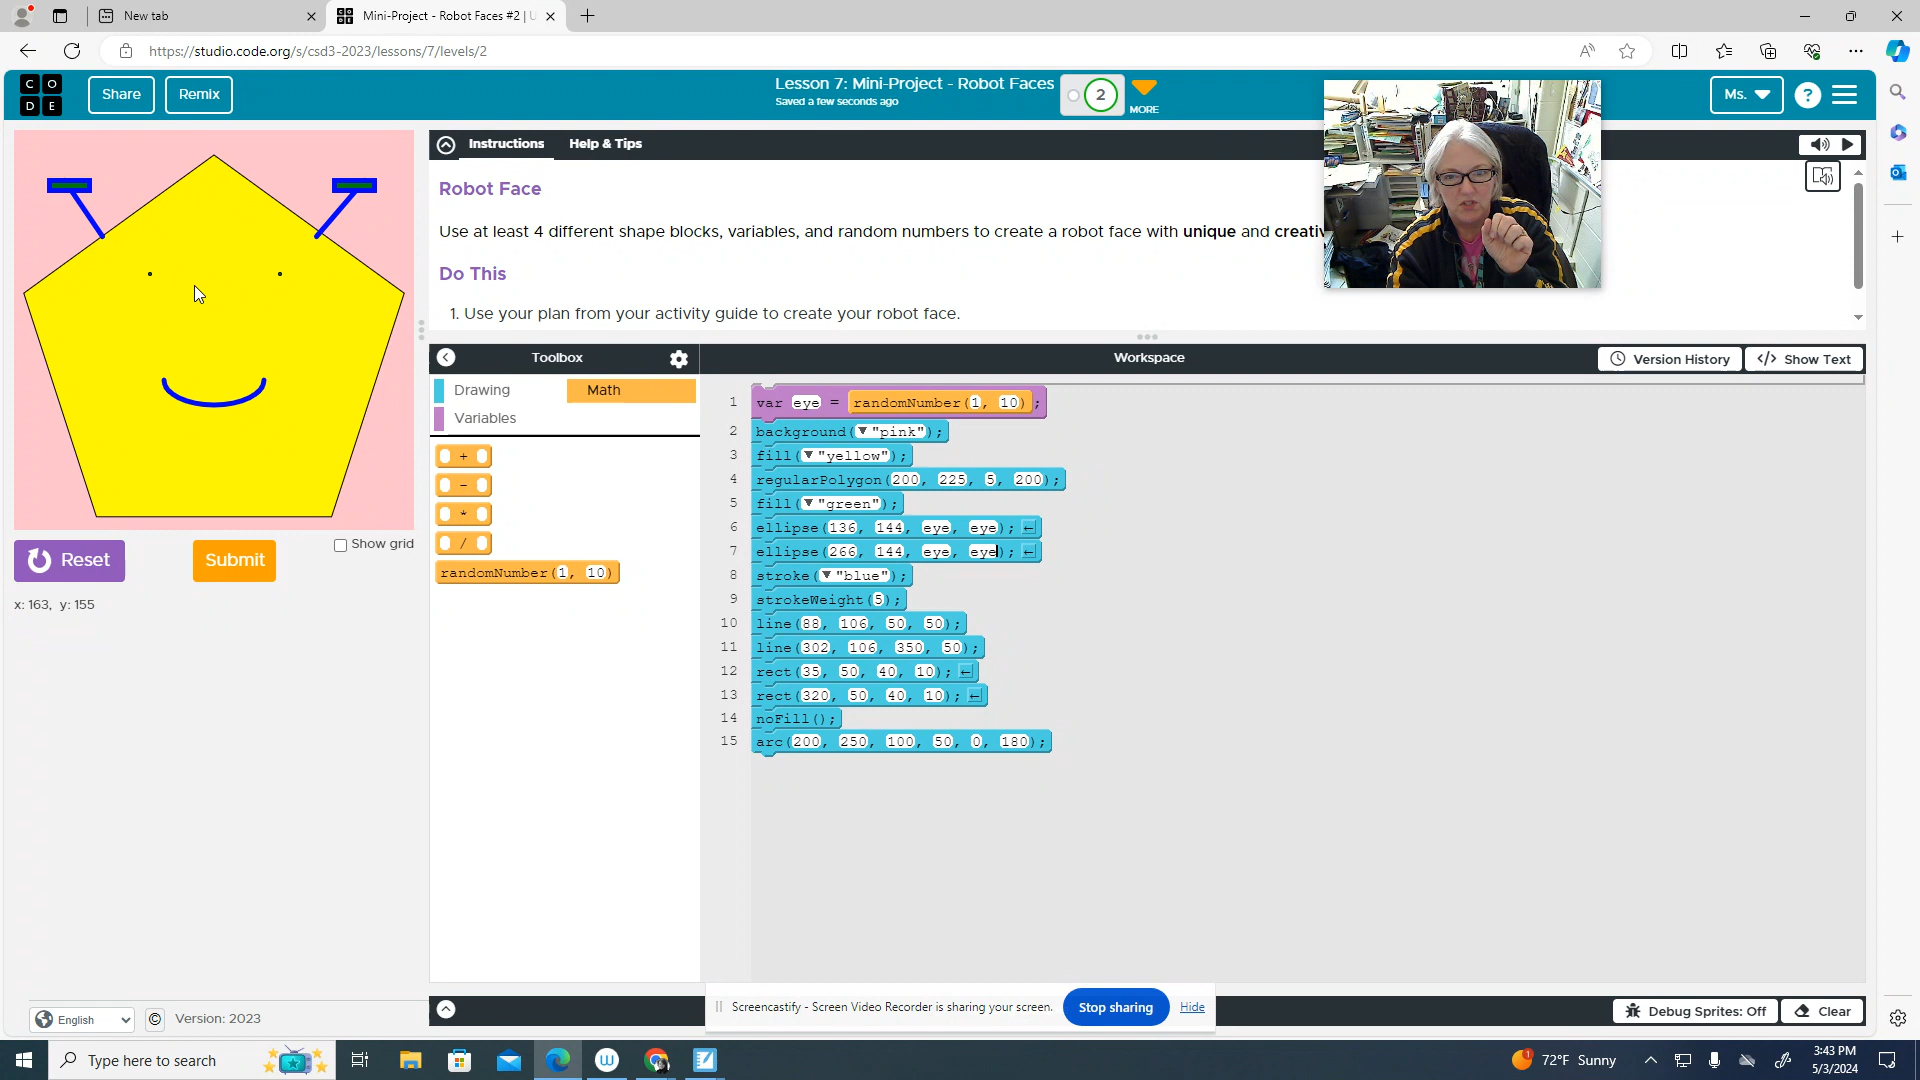 New tab
Mini-Project - Robot Faces #2 | U
https://studio.code.org/s/csd3-2023/lessons/7/levels/2
C O D E
Share
Remix
Lesson 7: Mini-Project - Robot Faces
Saved a few seconds ago
2
MORE
Ms.
?
Instructions
Help & Tips
Robot Face
Use at least 4 different shape blocks, variables, and random numbers to create a robot face with unique and creativ
Do This
1. Use your plan from your activity guide to create your robot face.
Toolbox
Workspace
Version History
</> Show Text
Drawing
Math
Variables
+
-
*
/
randomNumber(1, 10)
1 var eye = randomNumber(1, 10);
2 background("pink");
3 fill("yellow");
4 regularPolygon(200, 225, 5, 200);
5 fill("green");
6 ellipse(136, 144, eye, eye);
7 ellipse(266, 144, eye, eye);
8 stroke("blue");
9 strokeWeight(5);
10 line(88, 106, 50, 50);
11 line(302, 106, 350, 50);
12 rect(35, 50, 40, 10);
13 rect(320, 50, 40, 10);
14 noFill();
15 arc(200, 250, 100, 50, 0, 180);
Reset
Submit
Show grid
x: 163, y: 155
English
© Version: 2023
Screencastify - Screen Video Recorder is sharing your screen.
Stop sharing
Hide
Debug Sprites: Off
Clear
Type here to search
72°F Sunny
3:43 PM
5/3/2024